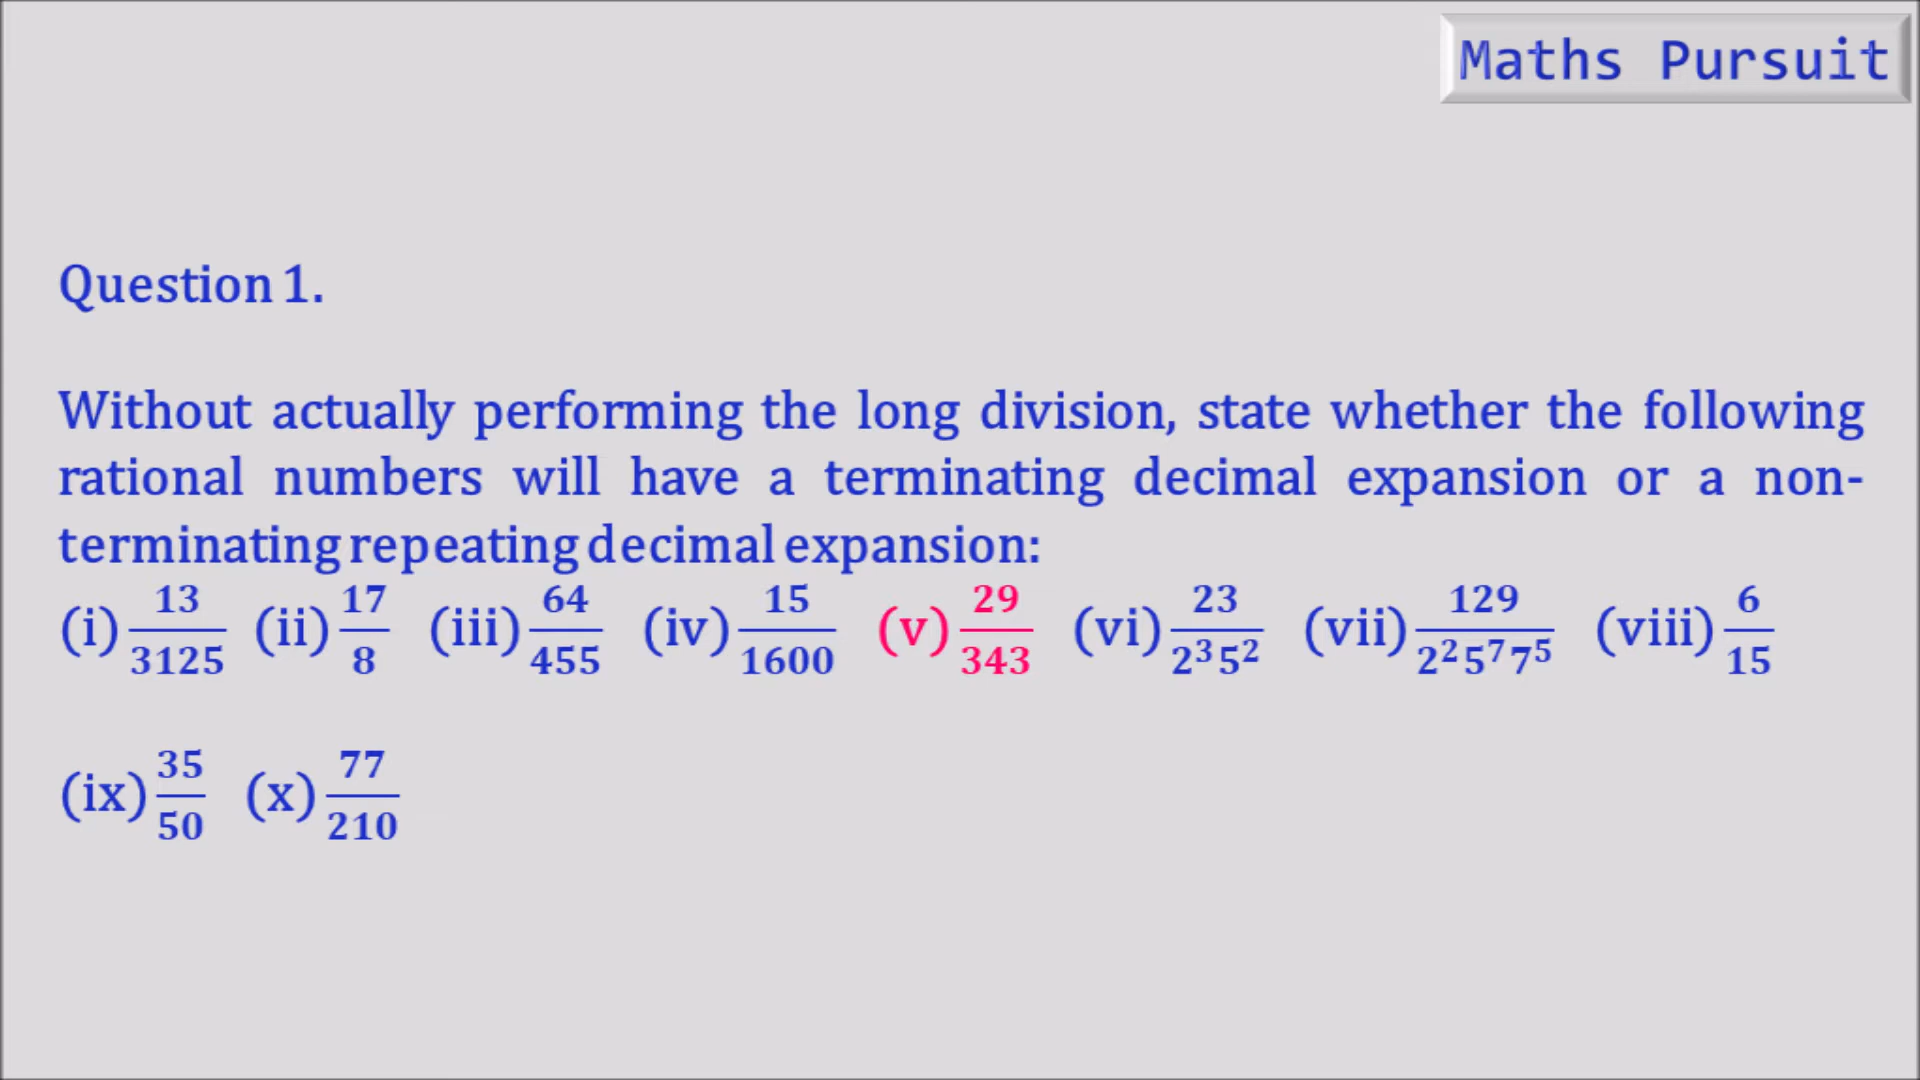 Maths Pursuit
Question 1.
Without actually performing the long division, state whether the following
rational numbers will have a terminating decimal expansion or a non-
terminating repeating decimal expansion:
(i) 13/3125 (ii) 17/8 (iii) 64/455 (iv) 15/1600 (v) 29/343 (vi) 23/2³5² (vii) 129/2²5⁷7⁵ (viii) 6/15
(ix) 35/50 (x) 77/210